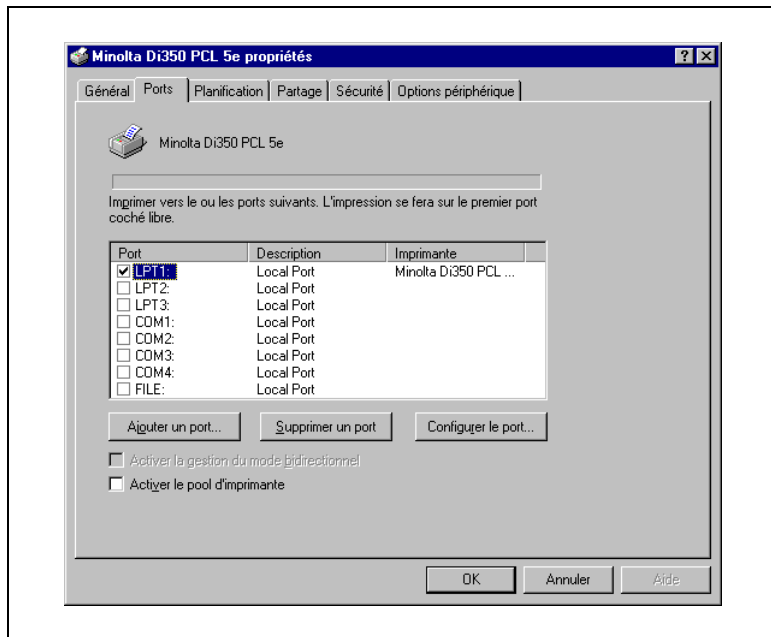 Minolta Di350 PCL 5e propriétés
Général Ports Planification Partage Sécurité Options périphérique
Minolta Di350 PCL 5e
Imprimer vers le ou les ports suivants. L'impression se fera sur le premier port
coché libre.
Port Description Imprimante
LPT1: Local Port Minolta Di350 PCL ...
LPT2: Local Port
LPT3: Local Port
COM1: Local Port
COM2: Local Port
COM3: Local Port
COM4: Local Port
FILE: Local Port
Ajouter un port... Supprimer un port Configurer le port...
Activer la gestion du mode bidirectionnel
Activer le pool d'imprimante
OK Annuler Aide